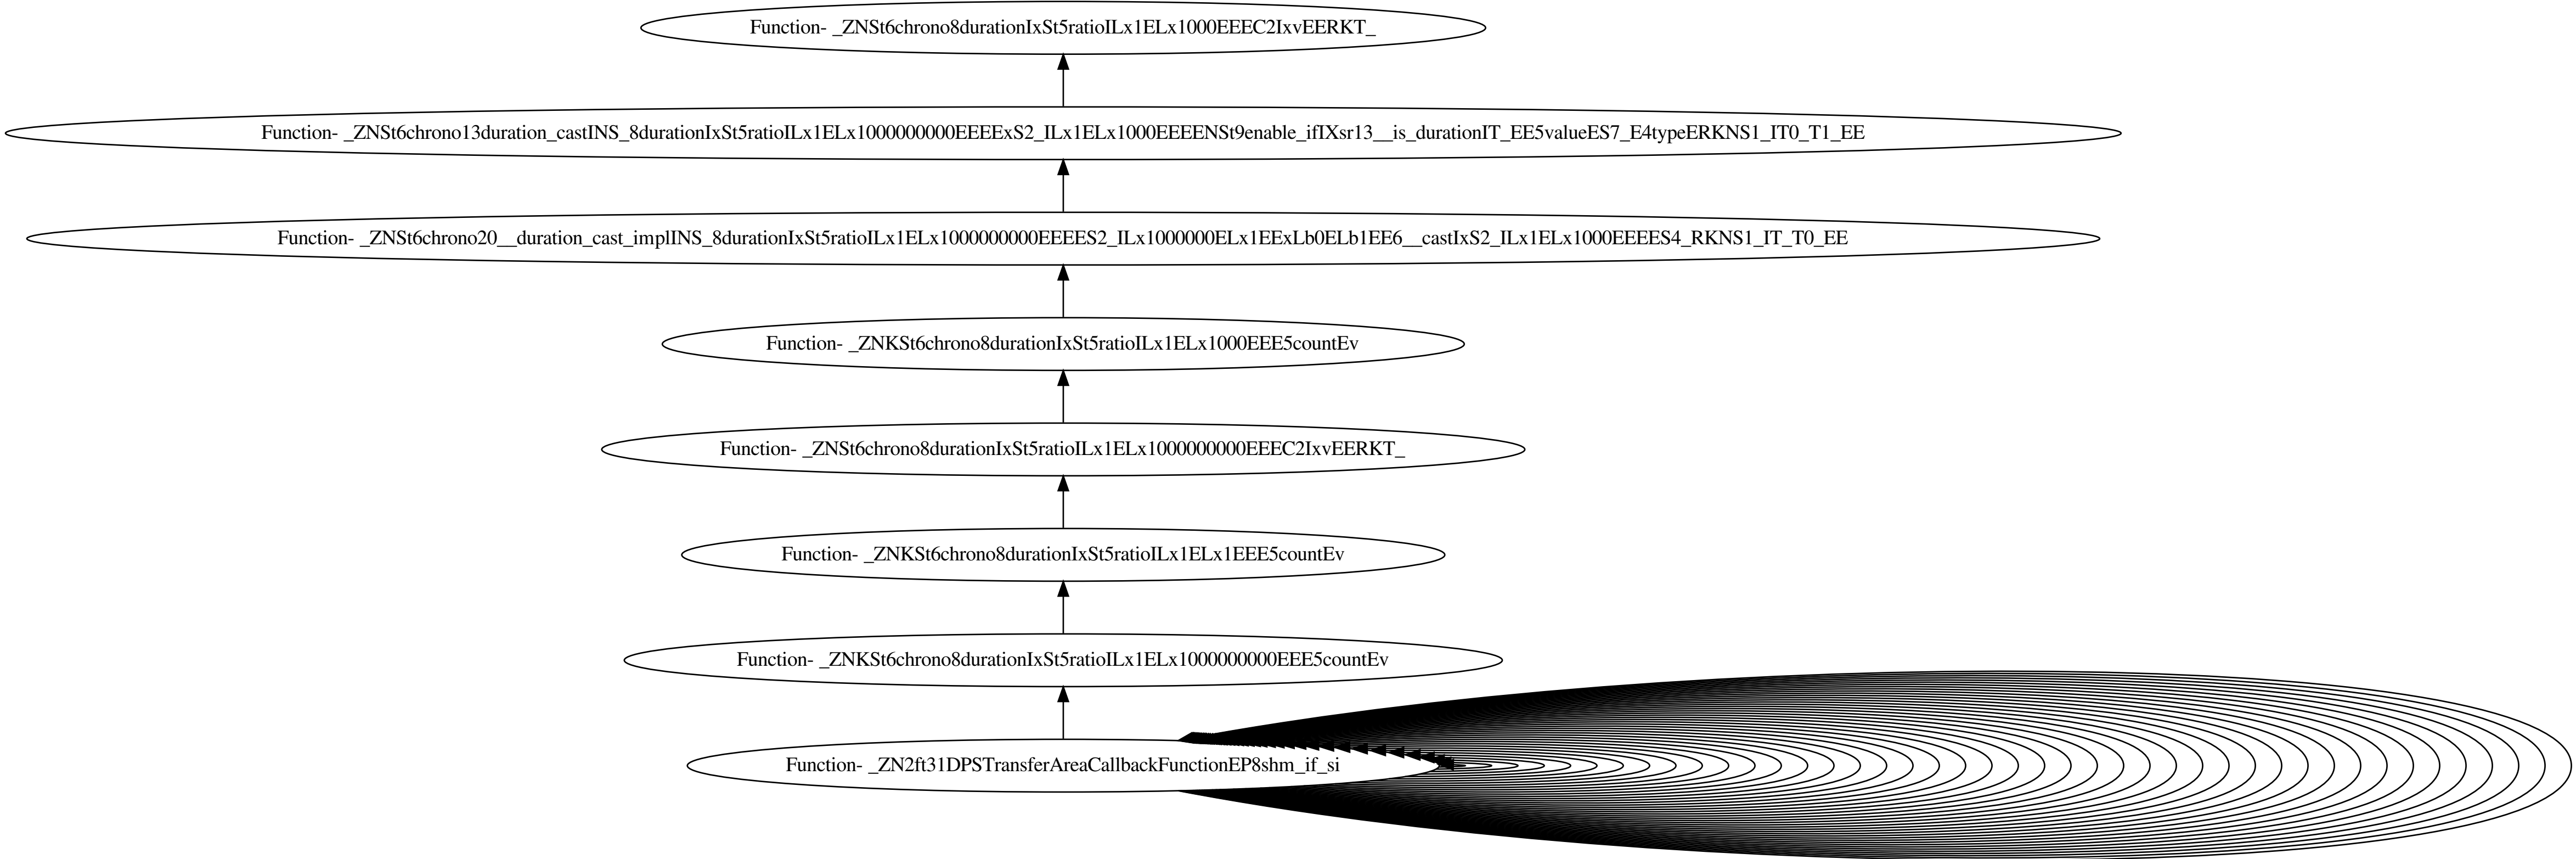 Function- _ZNSt6chrono8durationIxSt5ratioILx1ELx1000EEEC2IxvEERKT_
Function- _ZNSt6chrono13duration_castINS_8durationIxSt5ratioILx1ELx1000000000EEEExS2_ILx1ELx1000EEEENSt9enable_ifIXsr13__is_durationIT_EE5valueES7_E4typeERKNS1_IT0_T1_EE
Function- _ZNSt6chrono20__duration_cast_implINS_8durationIxSt5ratioILx1ELx1000000000EEEES2_ILx1000000ELx1EExLb0ELb1EE6__castIxS2_ILx1ELx1000EEEES4_RKNS1_IT_T0_EE
Function- _ZNKSt6chrono8durationIxSt5ratioILx1ELx1000EEE5countEv
Function- _ZNSt6chrono8durationIxSt5ratioILx1ELx1000000000EEEC2IxvEERKT_
Function- _ZNKSt6chrono8durationIxSt5ratioILx1ELx1EEE5countEv
Function- _ZNKSt6chrono8durationIxSt5ratioILx1ELx1000000000EEE5countEv
Function- _ZN2ft31DPSTransferAreaCallbackFunctionEP8shm_if_si